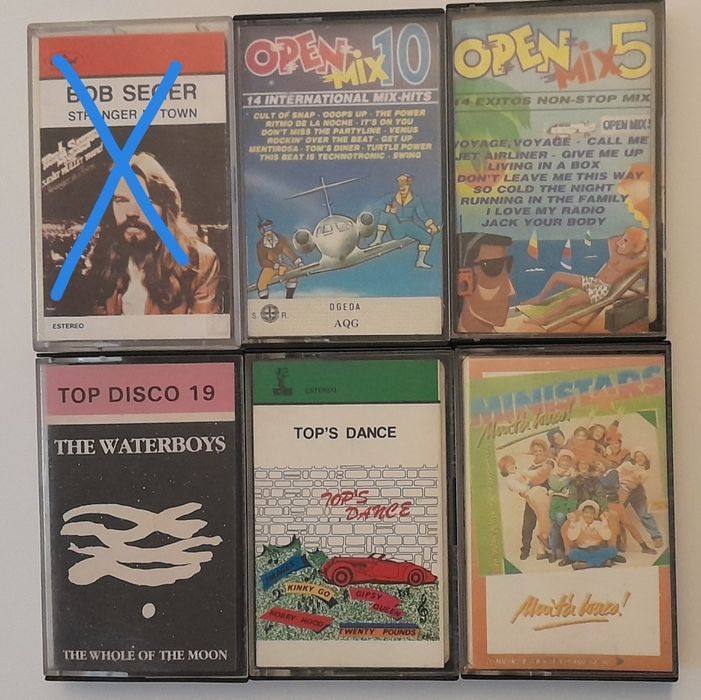 BOB SEGER
STRANGER IN TOWN
ESTEREO
OPEN MIX 10
14 INTERNATIONAL MIX-HITS
CULT OF SNAP - OOOPS UP - THE POWER
RITMO DE LA NOCHE - IT'S ON YOU
DON'T MISS THE PARTYLINE - VENUS
ROCKIN' OVER THE BEAT - GET UP
MENTIROSA - TOM'S DINER - TURTLE POWER
THIS BEAT IS TECHNOTRONIC - SWING
OGEDA
S. R.
AQG
OPEN MIX 5
14 EXITOS NON-STOP MIX
OPEN MIX 5
VOYAGE, VOYAGE - CALL ME
JET AIRLINER - GIVE ME UP
LIVING IN A BOX
DON'T LEAVE ME THIS WAY
SO COLD THE NIGHT
RUNNING IN THE FAMILY
I LOVE MY RADIO
JACK YOUR BODY
TOP DISCO 19
THE WATERBOYS
THE WHOLE OF THE MOON
ESTEREO
TOP'S DANCE
TOP'S
DANCE
KINKY GO
GIPSY
QUEEN
HOBBY HOOD
TWENTY POUNDS
MINISTARS